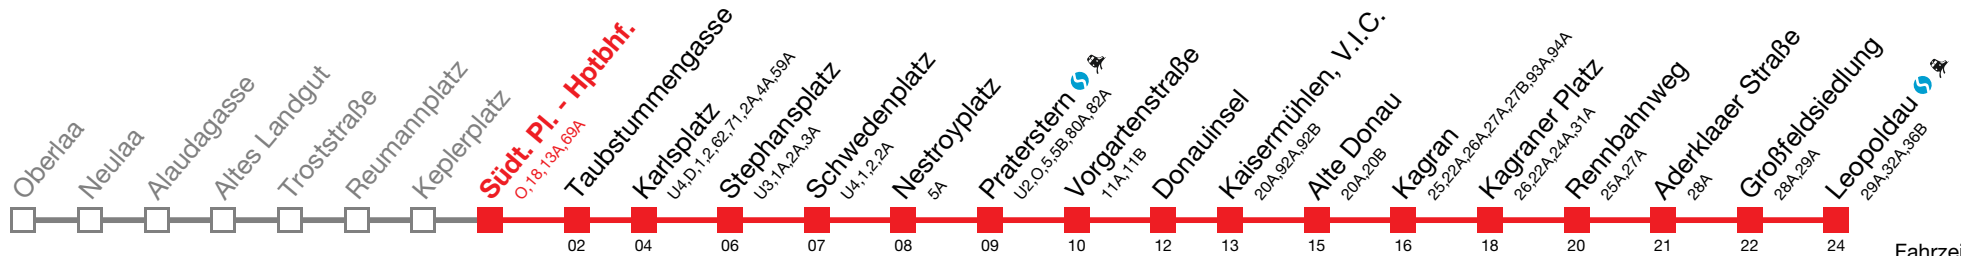 Oberlaa
Neulaa
Alaudagasse
Altes Landgut
Troststraße
Reumannplatz
Keplerplatz
Südt. Pl. - Hptbhf.
O,18,13A,69A
Taubstummengasse
02
Karlsplatz
U4,D,1,2,62,71,2A,4A,59A
04
Stephansplatz
U3,1A,2A,3A
06
Schwedenplatz
U4,1,2,2A
07
Nestroyplatz
5A
08
Praterstern
U2,O,5,5B,80A,82A
09
Vorgartenstraße
11A,11B
10
Donauinsel
12
Kaisermühlen, V.I.C.
20A,92A,92B
13
Alte Donau
20A,20B
15
Kagran
25,22A,26A,27A,27B,93A,94A
16
Kagraner Platz
26,22A,24A,31A
18
Rennbahnweg
25A,27A
20
Aderklaaer Straße
28A
21
Großfeldsiedlung
28A,29A
22
Leopoldau
29A,32A,36B
24